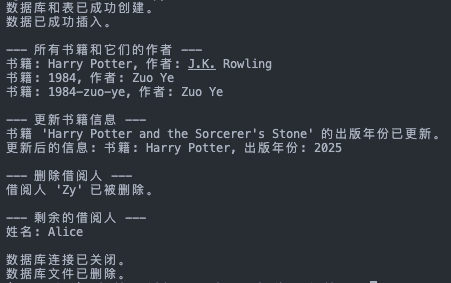 数据库和表已成功创建。
数据已成功插入。
--- 所有书籍和它们的作者 ---
书籍: Harry Potter, 作者: J.K. Rowling
书籍: 1984, 作者: Zuo Ye
书籍: 1984-zuo-ye, 作者: Zuo Ye
--- 更新书籍信息 ---
书籍 'Harry Potter and the Sorcerer's Stone' 的出版年份已更新。
更新后的信息: 书籍: Harry Potter, 出版年份: 2025
--- 删除借阅人 ---
借阅人 'Zy' 已被删除。
--- 剩余的借阅人 ---
姓名: Alice
数据库连接已关闭。
数据库文件已删除。